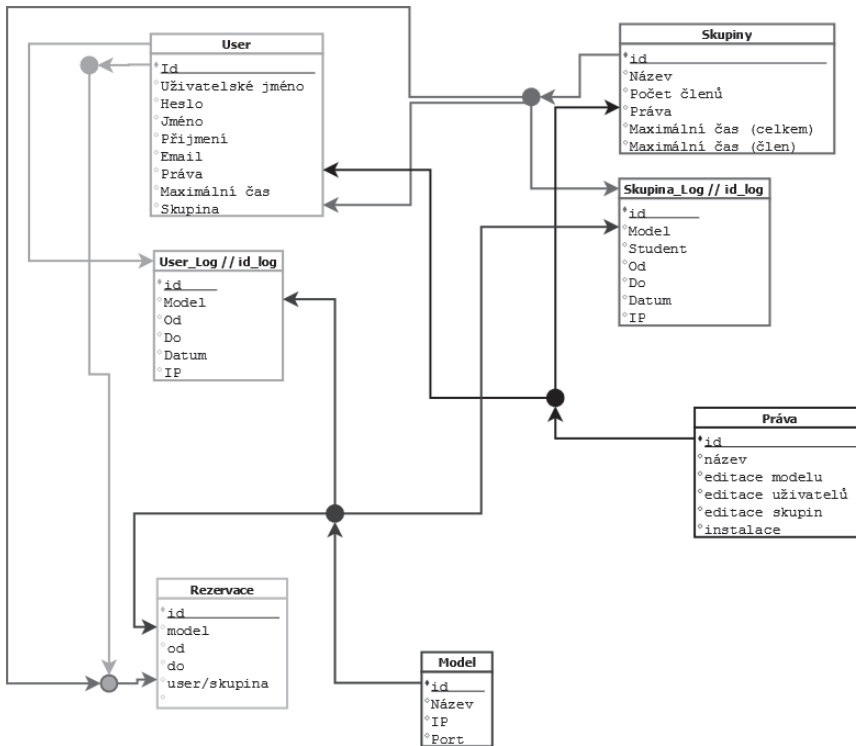 User
Id
Uživatelské jméno
Heslo
Jméno
Přijmení
Email
Práva
Maximální čas
Skupina
Skupiny
id
Název
Počet členů
Práva
Maximální čas (celkem)
Maximální čas (člen)
Skupina_Log // id_log
id
Model
Student
Od
Do
Datum
IP
User_Log // id_log
id
Model
Od
Do
Datum
IP
Práva
id
název
editace modelu
editace uživatelů
editace skupin
instalace
Rezervace
id
model
od
do
user/skupina
Model
id
Název
IP
Port